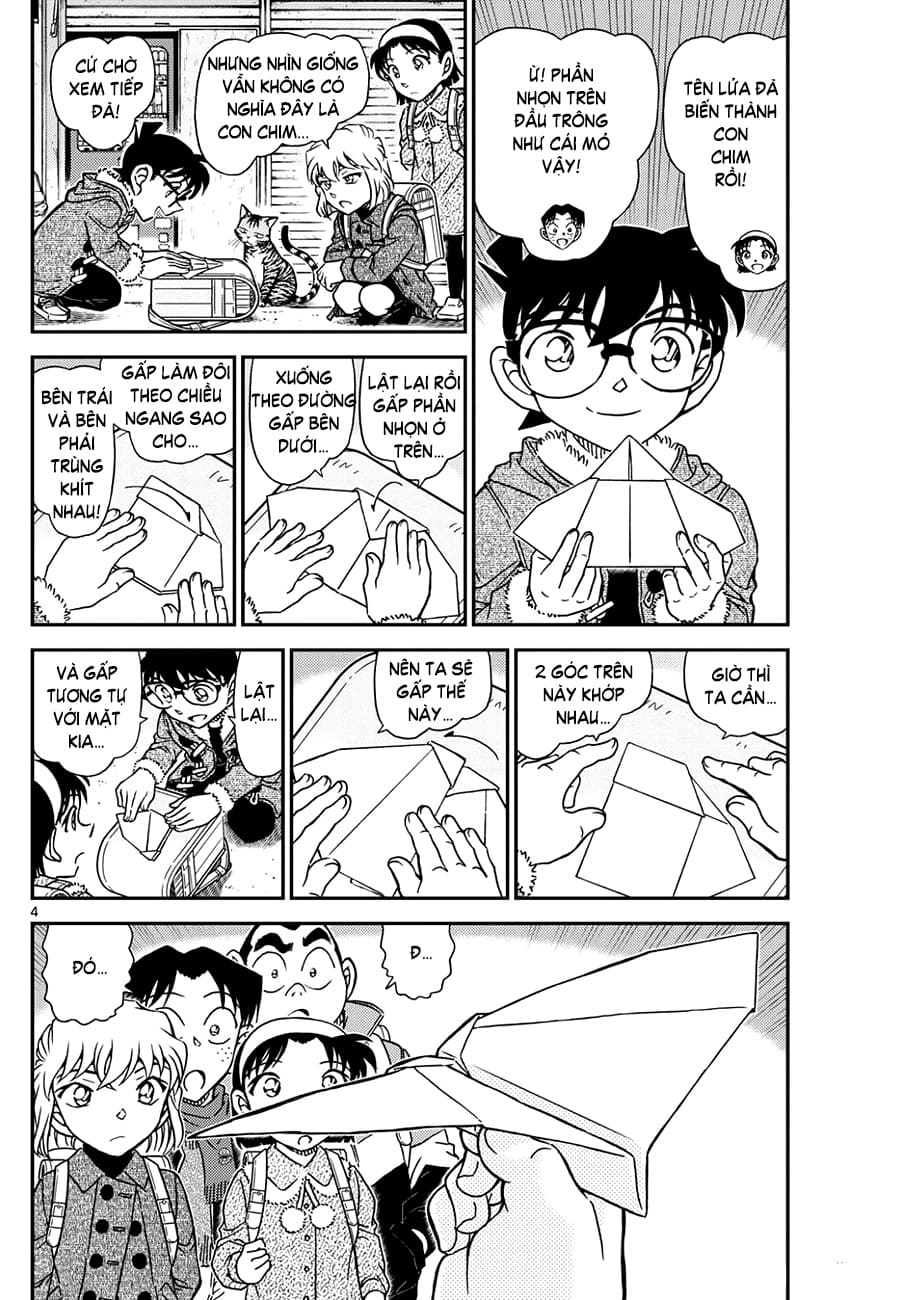 TÊN LỬA ĐÃ
BIẾN THÀNH
CON
CHIM
RỒI!
Ừ! PHẦN
NHỌN TRÊN
ĐẦU TRÔNG
NHƯ CÁI MỎ
VẬY!
NHƯNG NHÌN GIỐNG
VẪN KHÔNG CÓ
NGHĨA ĐÂY LÀ
CON CHIM...
CỨ CHỜ
XEM TIẾP
ĐÃ!
LẬT LẠI RỒI
GẤP PHẦN
NHỌN Ở
TRÊN...
XUỐNG
THEO ĐƯỜNG
GẤP BÊN
DƯỚI...
GẤP LÀM ĐÔI
THEO CHIỀU
NGANG SAO
CHO...
BÊN TRÁI
VÀ BÊN
PHẢI
TRÙNG
KHÍT
NHAU!
GIỜ THÌ
TA CẦN...
2 GÓC TRÊN
NÀY KHỚP
NHAU...
NÊN TA SẼ
GẤP THẾ
NÀY...
LẬT
LẠI...
VÀ GẤP
TƯƠNG TỰ
VỚI MẶT
KIA...
4
Đ...
ĐÓ...